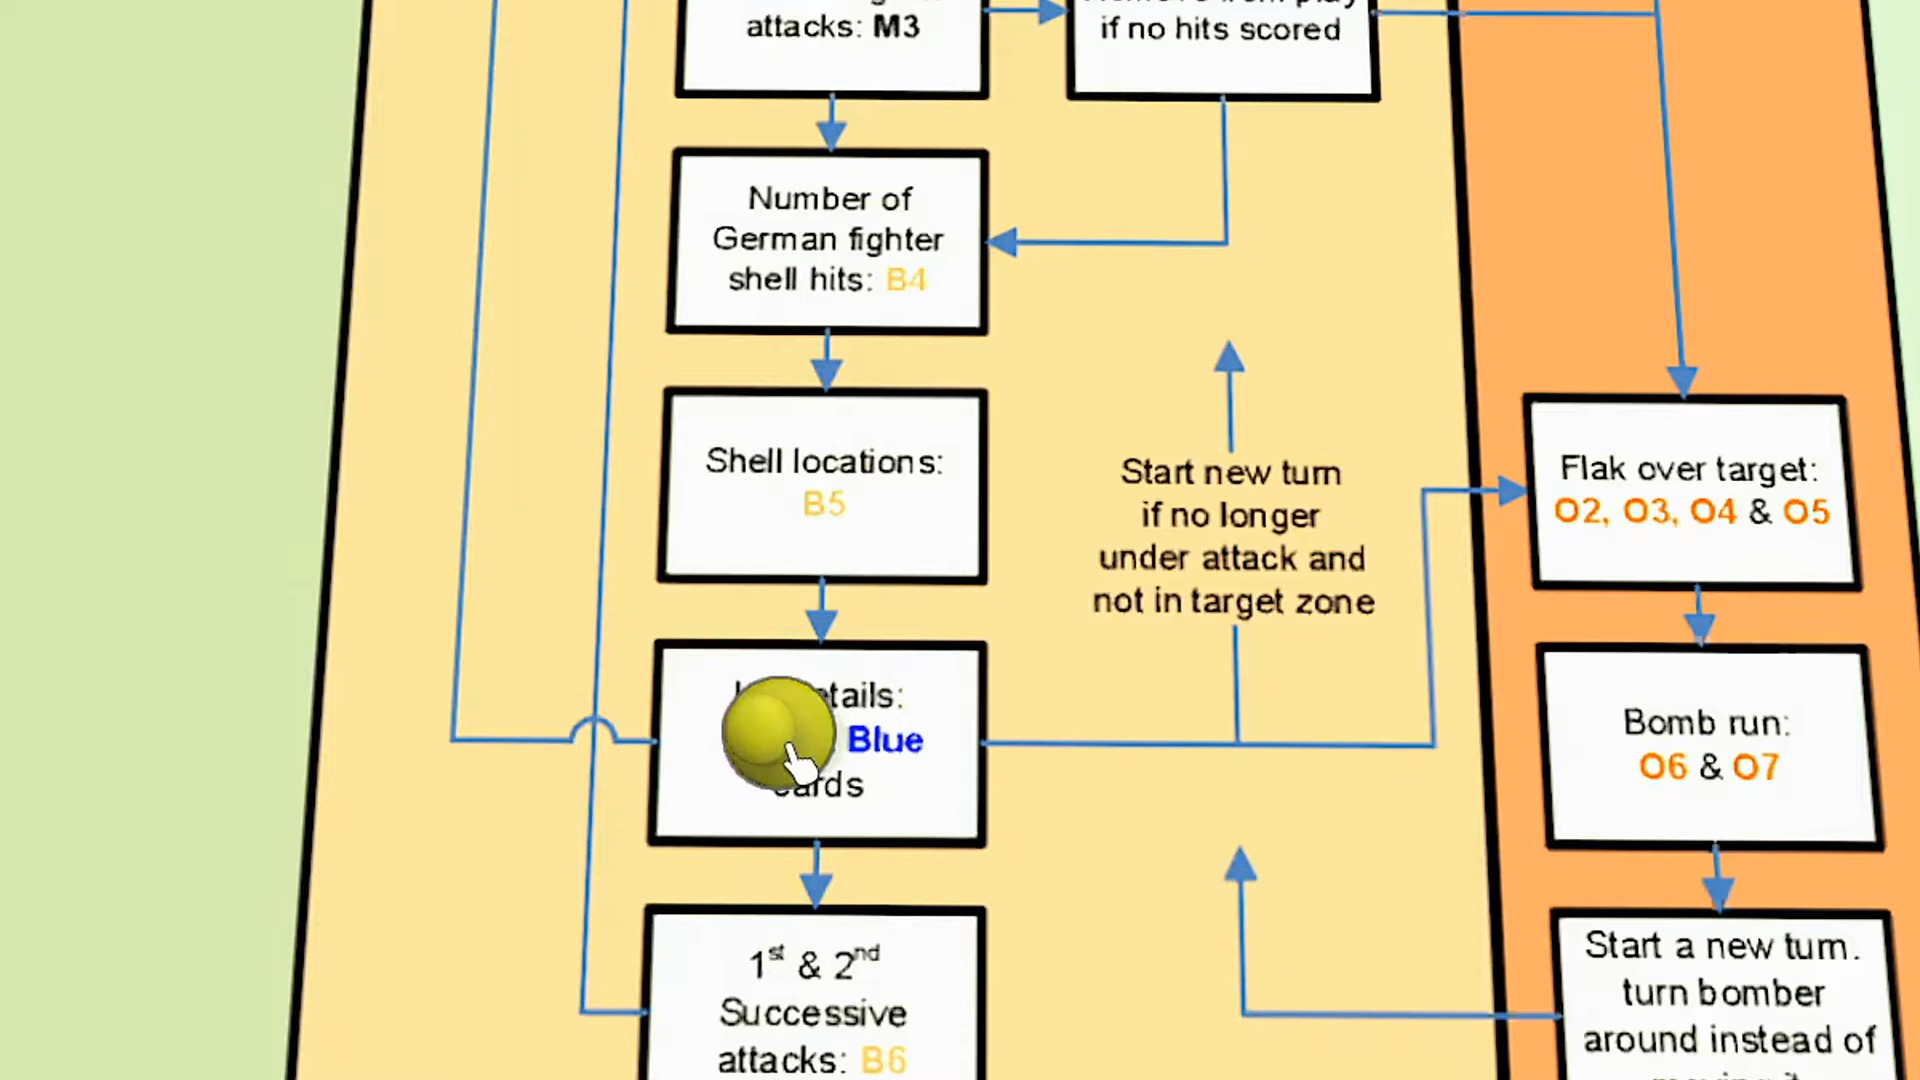 attacks: M3
if no hits scored
Number of
German fighter
shell hits: B4
Shell locations:
B5
Start new turn
if no longer
under attack and
not in target zone
Flak over target:
O2, O3, O4 & O5
Blue
Bomb run:
O6 & O7
1st & 2nd
Successive
attacks: B6
Start a new turn.
turn bomber
around instead of